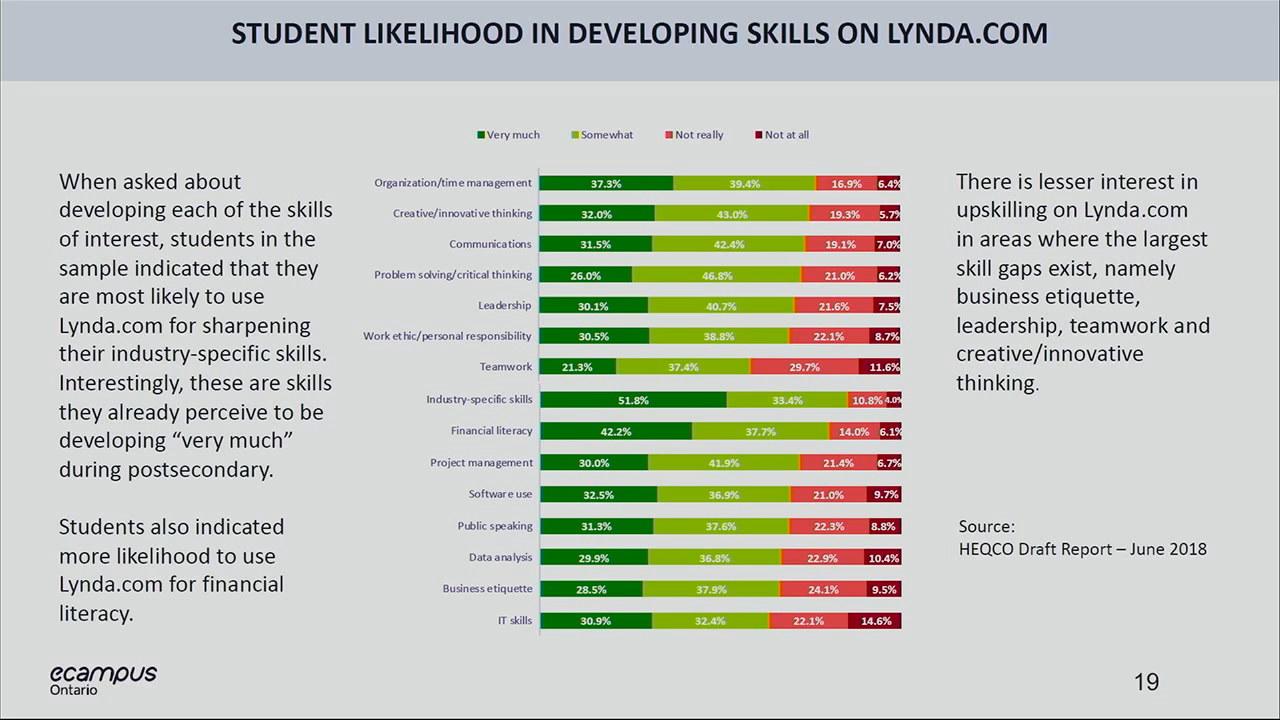 STUDENT LIKELIHOOD IN DEVELOPING SKILLS ON LYNDA.COM
Very much Somewhat Not really Not at all
When asked about
developing each of the skills
of interest, students in the
sample indicated that they
are most likely to use
Lynda.com for sharpening
their industry-specific skills.
Interestingly, these are skills
they already perceive to be
developing “very much”
during postsecondary.
Students also indicated
more likelihood to use
Lynda.com for financial
literacy.
Organization/time management 37.3% 39.4% 16.9% 6.4%
Creative/innovative thinking 32.0% 43.0% 19.3% 5.7%
Communications 31.5% 42.4% 19.1% 7.0%
Problem solving/critical thinking 26.0% 46.8% 21.0% 6.2%
Leadership 30.1% 40.7% 21.6% 7.5%
Work ethic/personal responsibility 30.5% 38.8% 22.1% 8.7%
Teamwork 21.3% 37.4% 29.7% 11.6%
Industry-specific skills 51.8% 33.4% 10.8% 4.0%
Financial literacy 42.2% 37.7% 14.0% 6.1%
Project management 30.0% 41.9% 21.4% 6.7%
Software use 32.5% 36.9% 21.0% 9.7%
Public speaking 31.3% 37.6% 22.3% 8.8%
Data analysis 29.9% 36.8% 22.9% 10.4%
Business etiquette 28.5% 37.9% 24.1% 9.5%
IT skills 30.9% 32.4% 22.1% 14.6%
There is lesser interest in
upskilling on Lynda.com
in areas where the largest
skill gaps exist, namely
business etiquette,
leadership, teamwork and
creative/innovative
thinking.
Source:
HEQCO Draft Report – June 2018
ecampus
Ontario
19